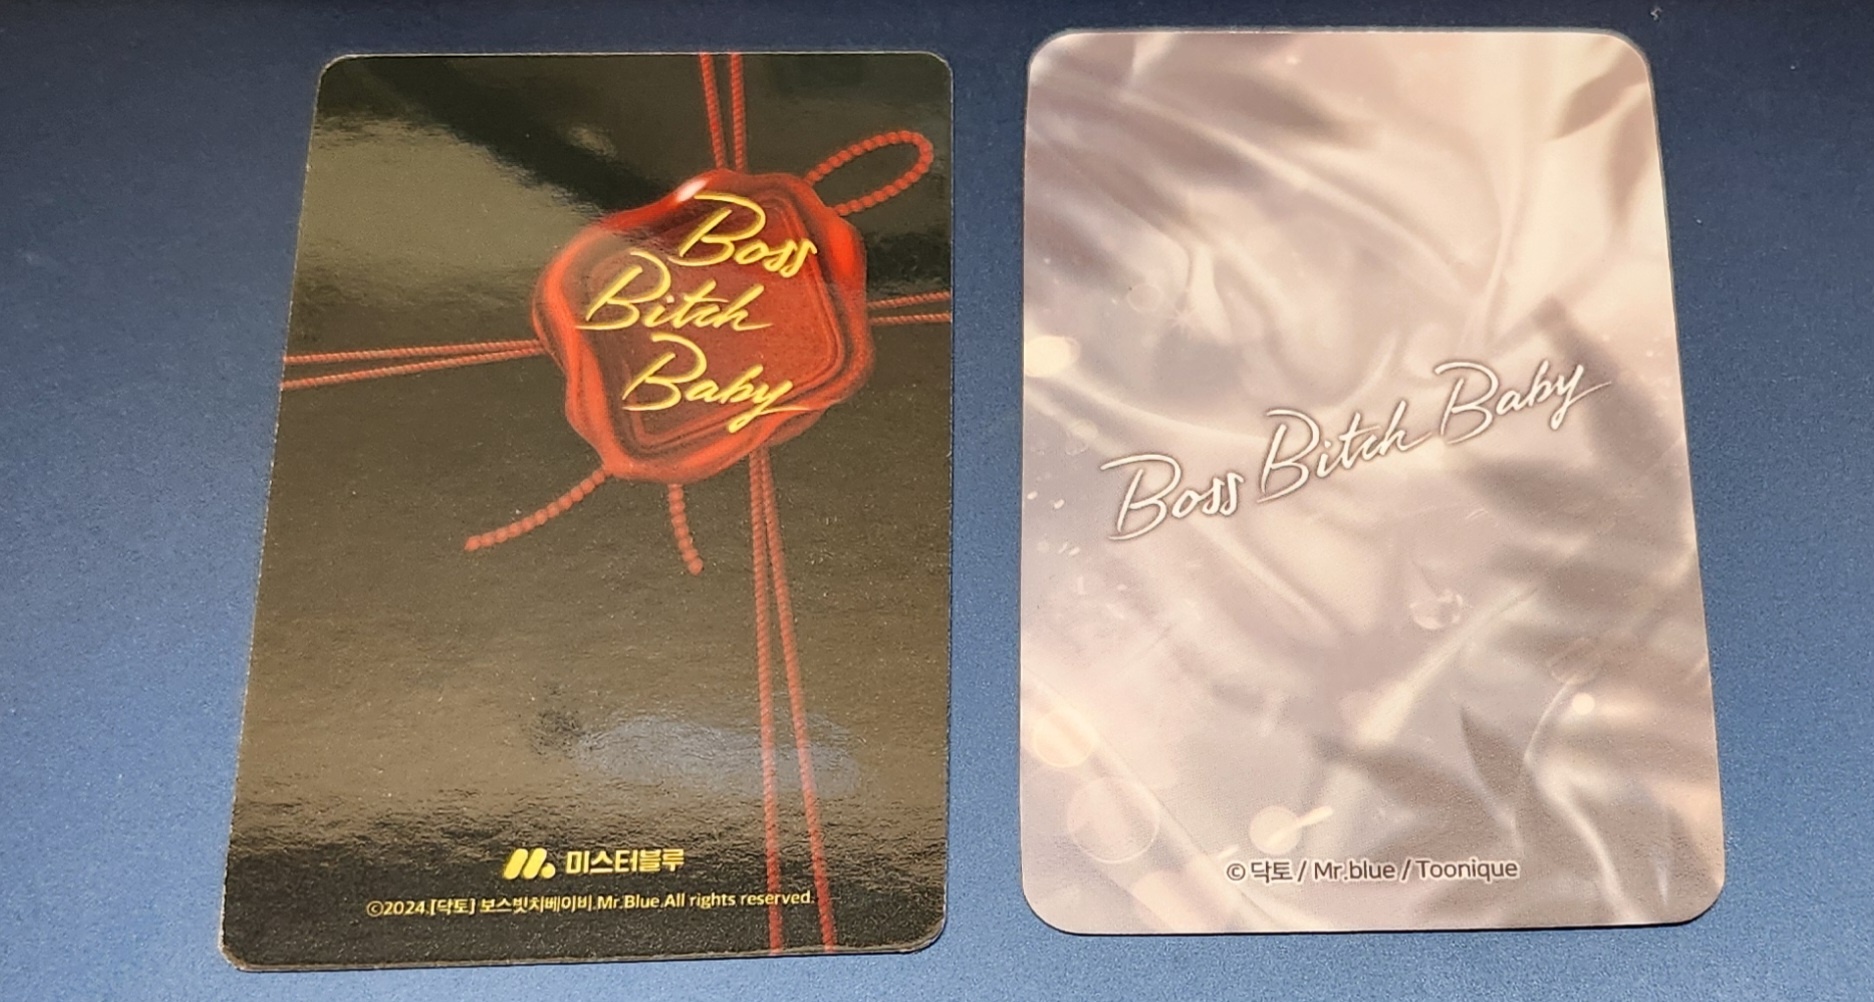 Boss
Bitch
Baby
미스터블루
©2024.[닥토] 보스빗치베이비.Mr.Blue.All rights reserved.
Boss Bitch Baby
© 닥토 / Mr.blue / Toonique